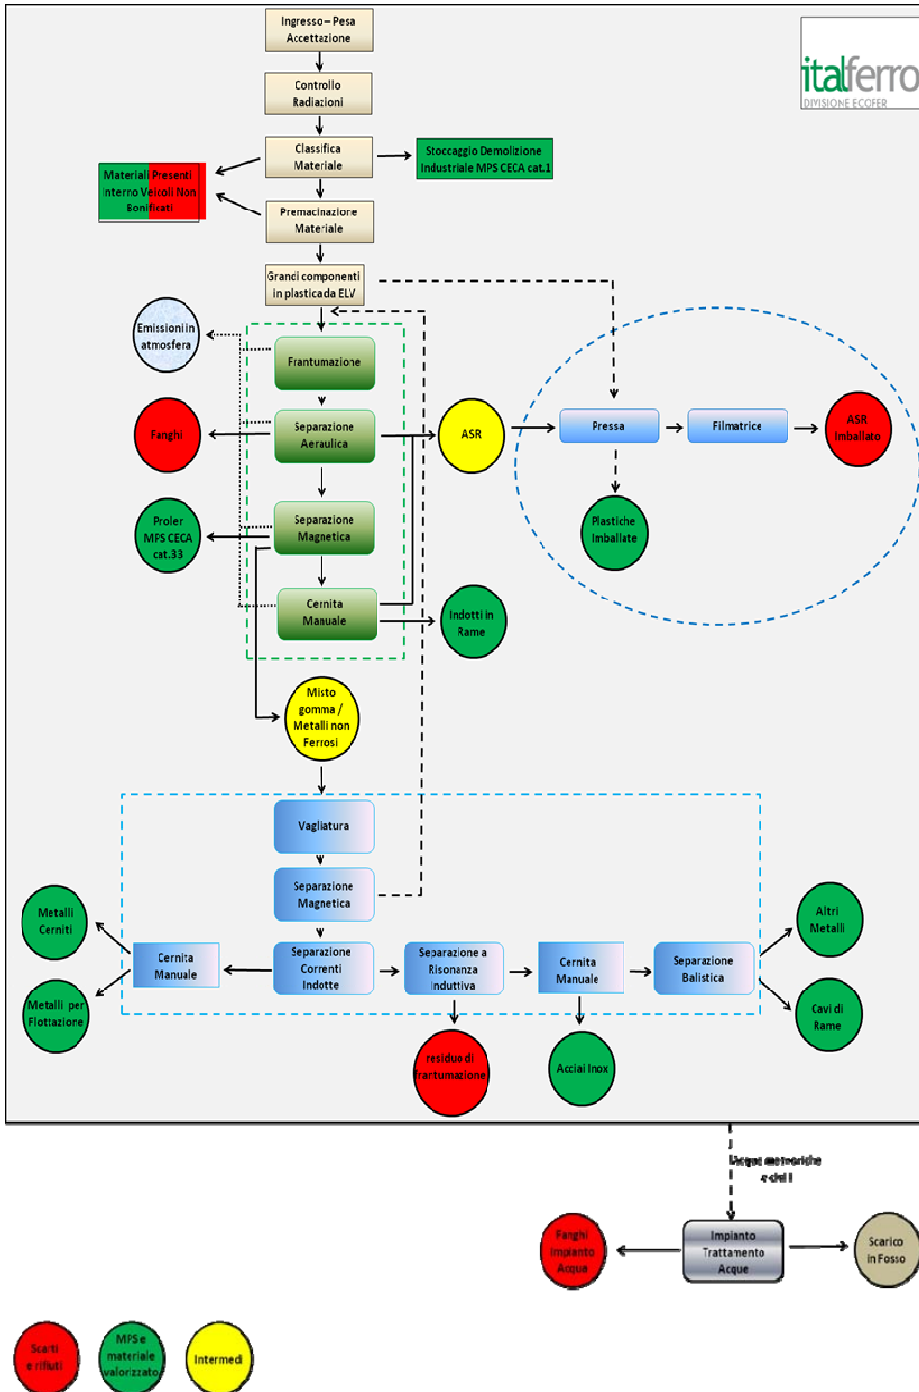 Ingresso – Pesa
Accettazione
italferro
DIVISIONE ECOFER
Controllo
Radiazioni
Classifica
Materiale
Stoccaggio Demolizione
Industriale MPS CECA cat.1
Materiali Presenti
Interno Veicoli Non
Bonificati
Premacinazione
Materiale
Grandi componenti
in plastica da ELV
Emissioni in
atmosfera
Frantumazione
Fanghi
Separazione
Aeraulica
ASR
Pressa
Filmatrice
ASR
Imballato
Proler
MPS CECA
cat.33
Separazione
Magnetica
Plastiche
Imballate
Cernita
Manuale
Indotti in
Rame
Misto
gomma /
Metalli non
Ferrosi
Vagliatura
Separazione
Magnetica
Metalli
Cerniti
Altri
Metalli
Cernita
Manuale
Separazione
Correnti
Indotte
Separazione a
Risonanza
Induttiva
Cernita
Manuale
Separazione
Balistica
Metalli per
Flottazione
Cavi di
Rame
residuo di
frantumazione
Acciai Inox
Acque meteoriche
Fanghi
Impianto
Acqua
Impianto
Trattamento
Acque
Scarico
in Fosso
Scarti
e rifiuti
MPS e
materiale
valorizzato
Intermedi